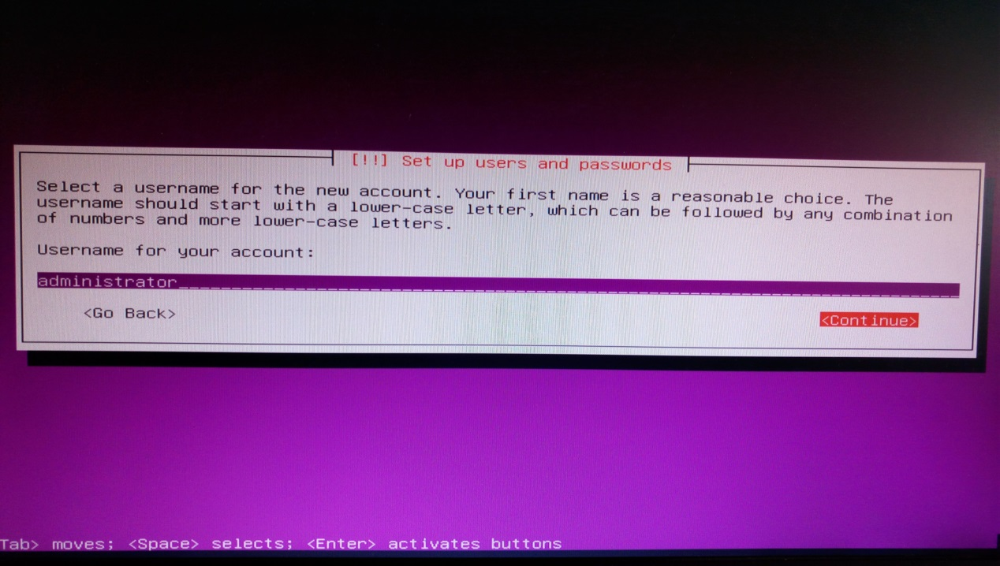 [!!] Set up users and passwords
Select a username for the new account. Your first name is a reasonable choice. The
username should start with a lower-case letter, which can be followed by any combination
of numbers and more lower-case letters.
Username for your account:
administrator
<Go Back> <Continue>
Tab> moves; <Space> selects; <Enter> activates buttons